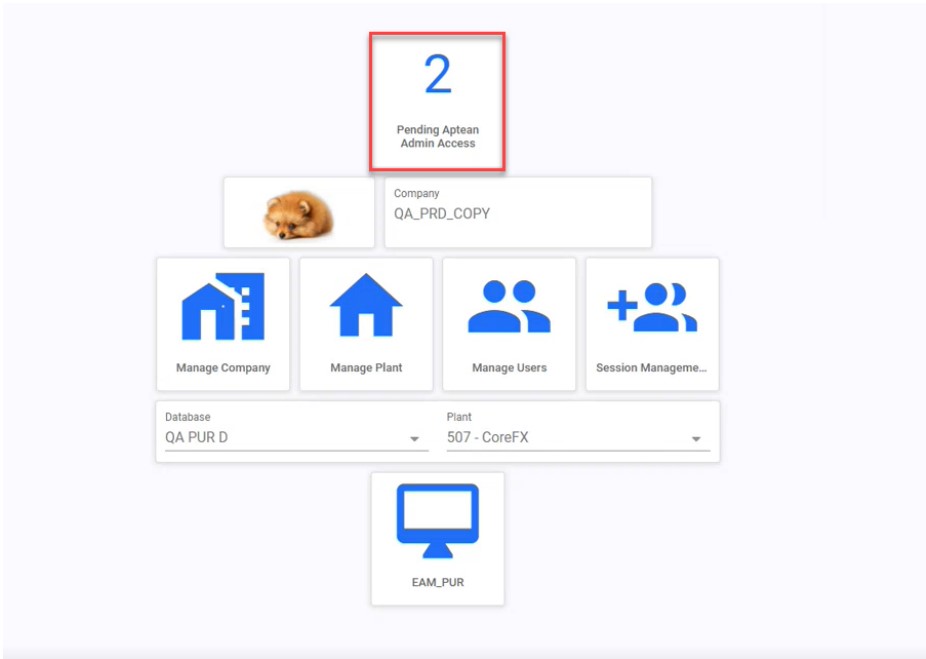 2
Pending Aptean
Admin Access
Company
QA_PRD_COPY
Manage Company
Manage Plant
Manage Users
Session Manageme...
Database
QA PUR D
Plant
507 - CoreFX
EAM_PUR